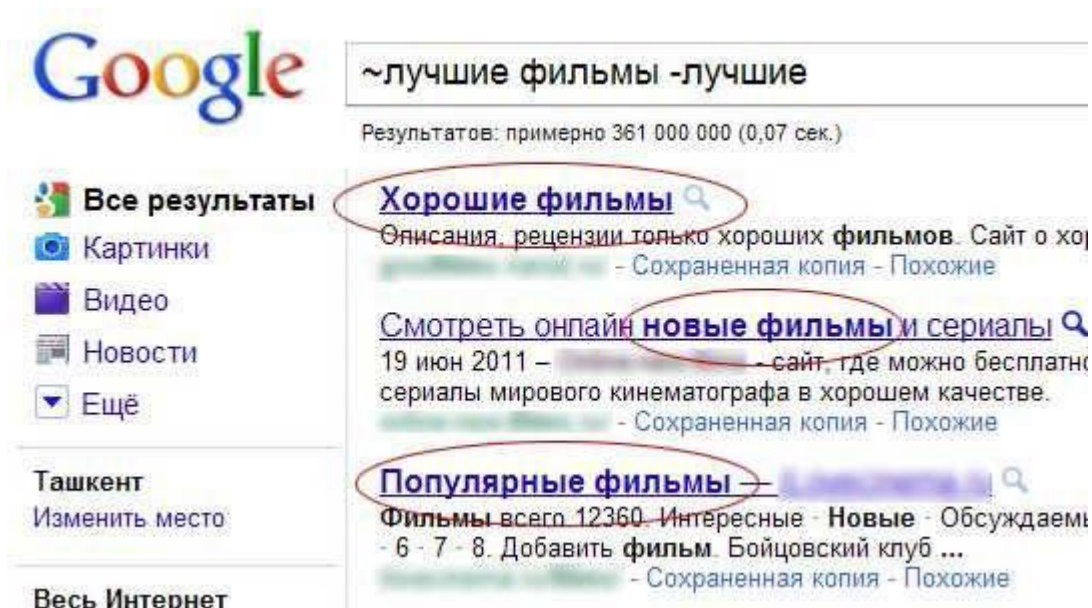 Google
~лучшие фильмы -лучшие
Результатов: примерно 361 000 000 (0,07 сек.)
Все результаты
Картинки
Видео
Новости
Ещё
Ташкент
Изменить место
Весь Интернет
Хорошие фильмы
Описания, рецензии только хороших фильмов. Сайт о
- Сохраненная копия - Похожие
Смотреть онлайн новые фильмы и сериалы
19 июн 2011 – - сайт, где можно бесплатно
сериалы мирового кинематографа в хорошем качестве.
- Сохраненная копия - Похожие
Популярные фильмы —
Фильмы всего 12360. Интересные · Новые · Обсуждаемы
· 6 · 7 · 8. Добавить фильм. Бойцовский клуб ...
- Сохраненная копия - Похожие